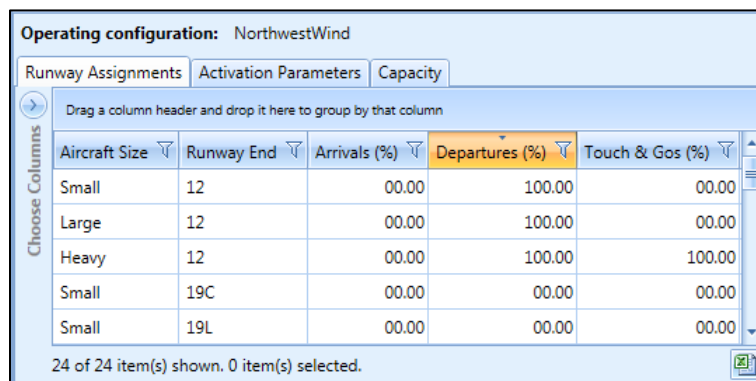 Operating configuration: NorthwestWind
Runway Assignments Activation Parameters Capacity
Drag a column header and drop it here to group by that column
Choose Columns
Aircraft Size Runway End Arrivals (%) Departures (%) Touch & Gos (%)
Small 12 00.00 100.00 00.00
Large 12 00.00 100.00 00.00
Heavy 12 00.00 100.00 100.00
Small 19C 00.00 00.00 00.00
Small 19L 00.00 00.00 00.00
24 of 24 item(s) shown. 0 item(s) selected.